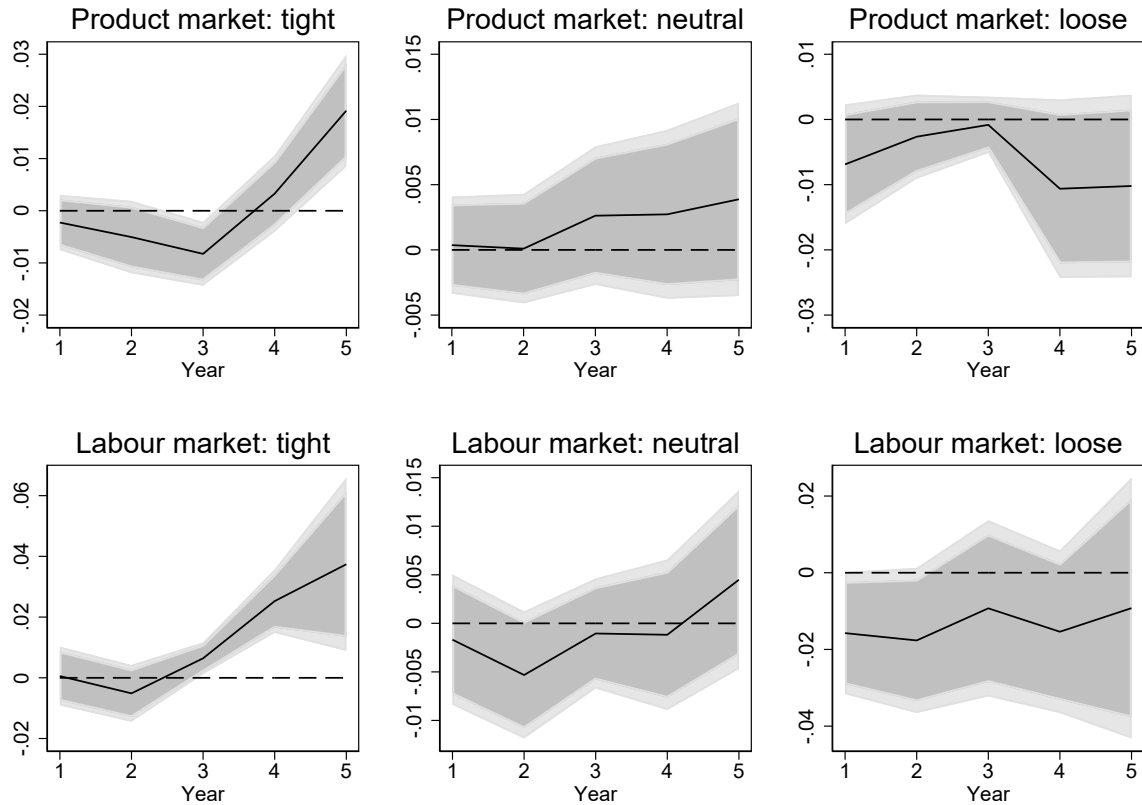 Product market: tight
.03
.02
.01
0
-.01
-.02
1 2 3 4 5
Year
Product market: neutral
.015
.01
.005
0
-.005
1 2 3 4 5
Year
Product market: loose
.01
0
-.01
-.02
-.03
1 2 3 4 5
Year
Labour market: tight
.06
.04
.02
0
-.02
1 2 3 4 5
Year
Labour market: neutral
.015
.01
.005
0
-.005
-.01
1 2 3 4 5
Year
Labour market: loose
.02
0
-.02
-.04
1 2 3 4 5
Year